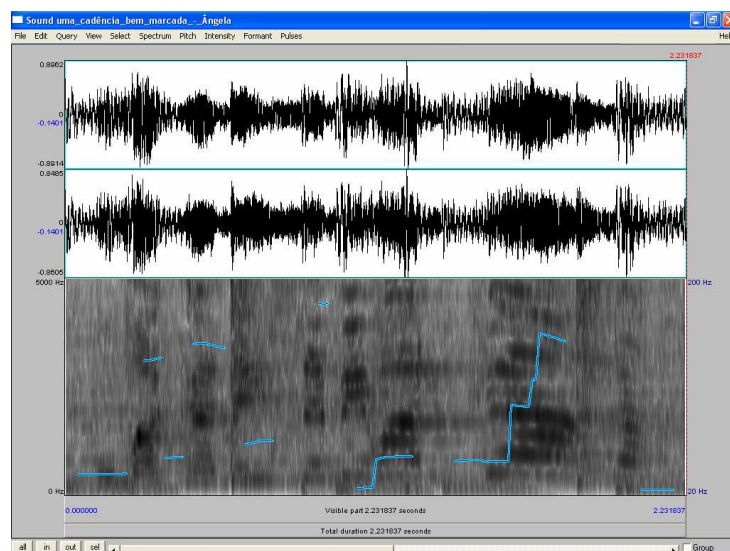 Sound uma_cadência_bem_marcada_-_Ângela
File Edit Query View Select Spectrum Pitch Intensity Formant Pulses Hel
2.231837
0.8962
0
-0.1401
-0.8914
0.8485
0
-0.1401
-0.8605
5000 Hz 200 Hz
0 Hz 20 Hz
0.000000 Visible part 2.231837 seconds 2.231837
Total duration 2.231837 seconds
all in out sel Group